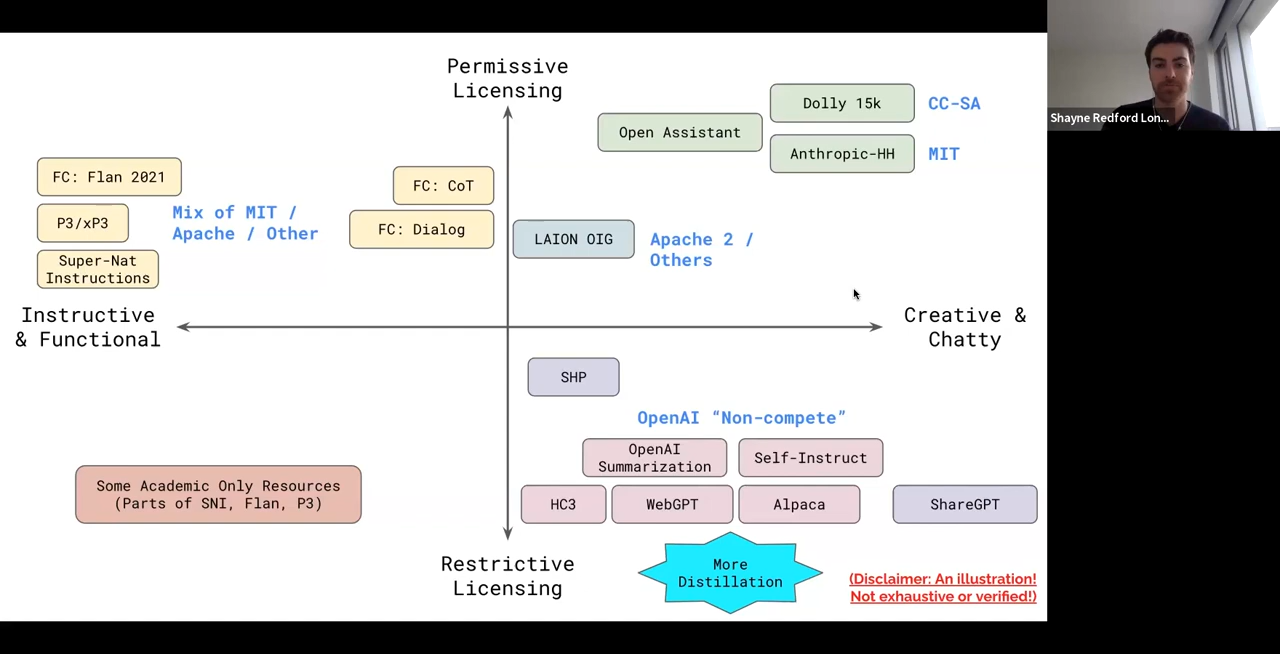 Permissive
Licensing
Dolly 15k
CC-SA
Open Assistant
Anthropic-HH
MIT
Shayne Redford Lon...
FC: Flan 2021
FC: CoT
P3/xP3
Mix of MIT /
Apache / Other
FC: Dialog
LAION OIG
Apache 2 /
Others
Super-Nat
Instructions
Instructive
& Functional
Creative &
Chatty
SHP
OpenAI “Non-compete”
OpenAI
Summarization
Self-Instruct
Some Academic Only Resources
(Parts of SNI, Flan, P3)
HC3
WebGPT
Alpaca
ShareGPT
Restrictive
Licensing
More
Distillation
(Disclaimer: An illustration!
Not exhaustive or verified!)